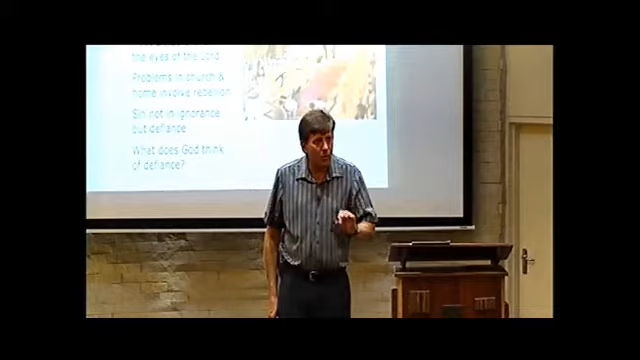 the eyes of the Lord
Problems in church &
home involve rebellion
Sin not in ignorance
but defiance
What does God think
of defiance?